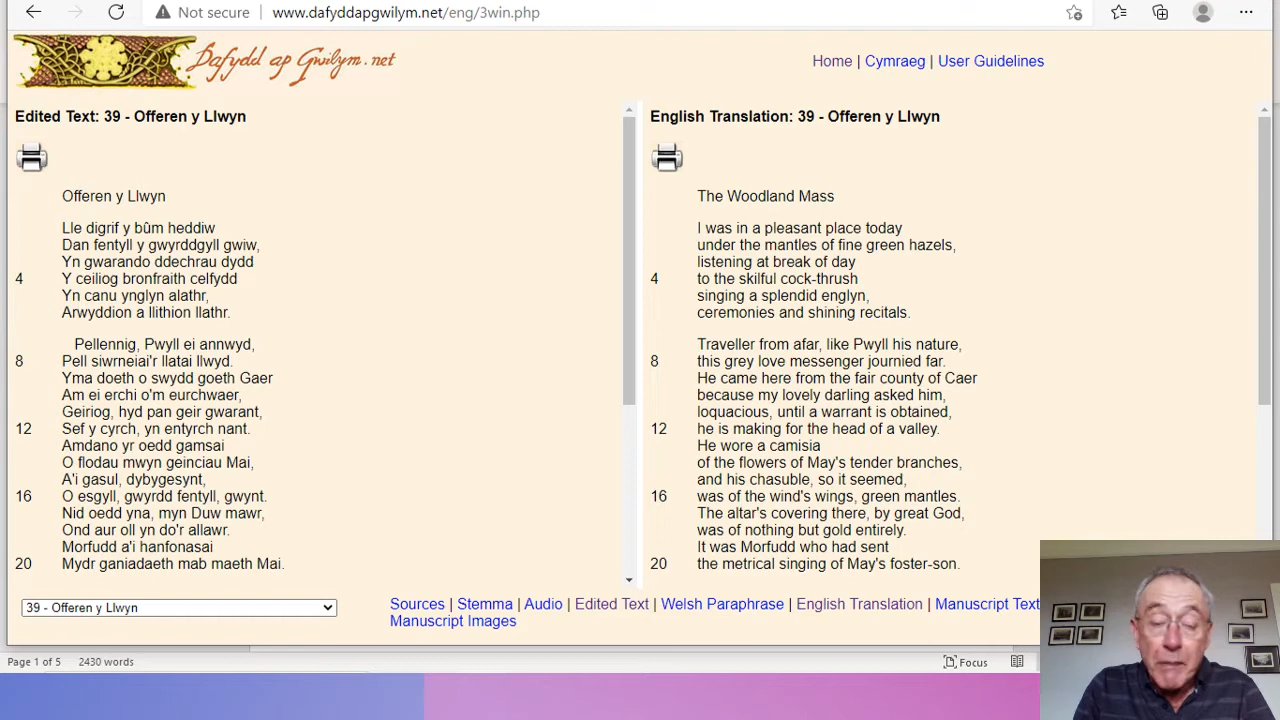 Not secure www.dafyddapgwilym.net/eng/3win.php
Dafydd ap Gwilym.net
Home | Cymraeg | User Guidelines
Edited Text: 39 - Offeren y Llwyn
Offeren y Llwyn
Lle digrif y bûm heddiw
Dan fentyll y gwyrddgyll gwiw,
Yn gwarando ddechrau dydd
4 Y ceiliog bronfraith celfydd
Yn canu ynglyn alathr,
Arwyddion a llithion llathr.
Pellennig, Pwyll ei annwyd,
8 Pell siwrneiai'r llatai llwyd.
Yma doeth o swydd goeth Gaer
Am ei erchi o'm eurchwaer,
Geiriog, hyd pan geir gwarant,
12 Sef y cyrch, yn entyrch nant.
Amdano yr oedd gamsai
O flodau mwyn geinciau Mai,
A'i gasul, dybygesynt,
16 O esgyll, gwyrdd fentyll, gwynt.
Nid oedd yna, myn Duw mawr,
Ond aur oll yn do'r allawr.
Morfudd a'i hanfonasai
20 Mydr ganiadaeth mab maeth Mai.
English Translation: 39 - Offeren y Llwyn
The Woodland Mass
I was in a pleasant place today
under the mantles of fine green hazels,
listening at break of day
4 to the skilful cock-thrush
singing a splendid englyn,
ceremonies and shining recitals.
Traveller from afar, like Pwyll his nature,
8 this grey love messenger journied far.
He came here from the fair county of Caer
because my lovely darling asked him,
loquacious, until a warrant is obtained,
12 he is making for the head of a valley.
He wore a camisia
of the flowers of May's tender branches,
and his chasuble, so it seemed,
16 was of the wind's wings, green mantles.
The altar's covering there, by great God,
was of nothing but gold entirely.
It was Morfudd who had sent
20 the metrical singing of May's foster-son.
39 - Offeren y Llwyn
Sources | Stemma | Audio | Edited Text | Welsh Paraphrase | English Translation | Manuscript Text
Manuscript Images
Page 1 of 5 2430 words
Focus